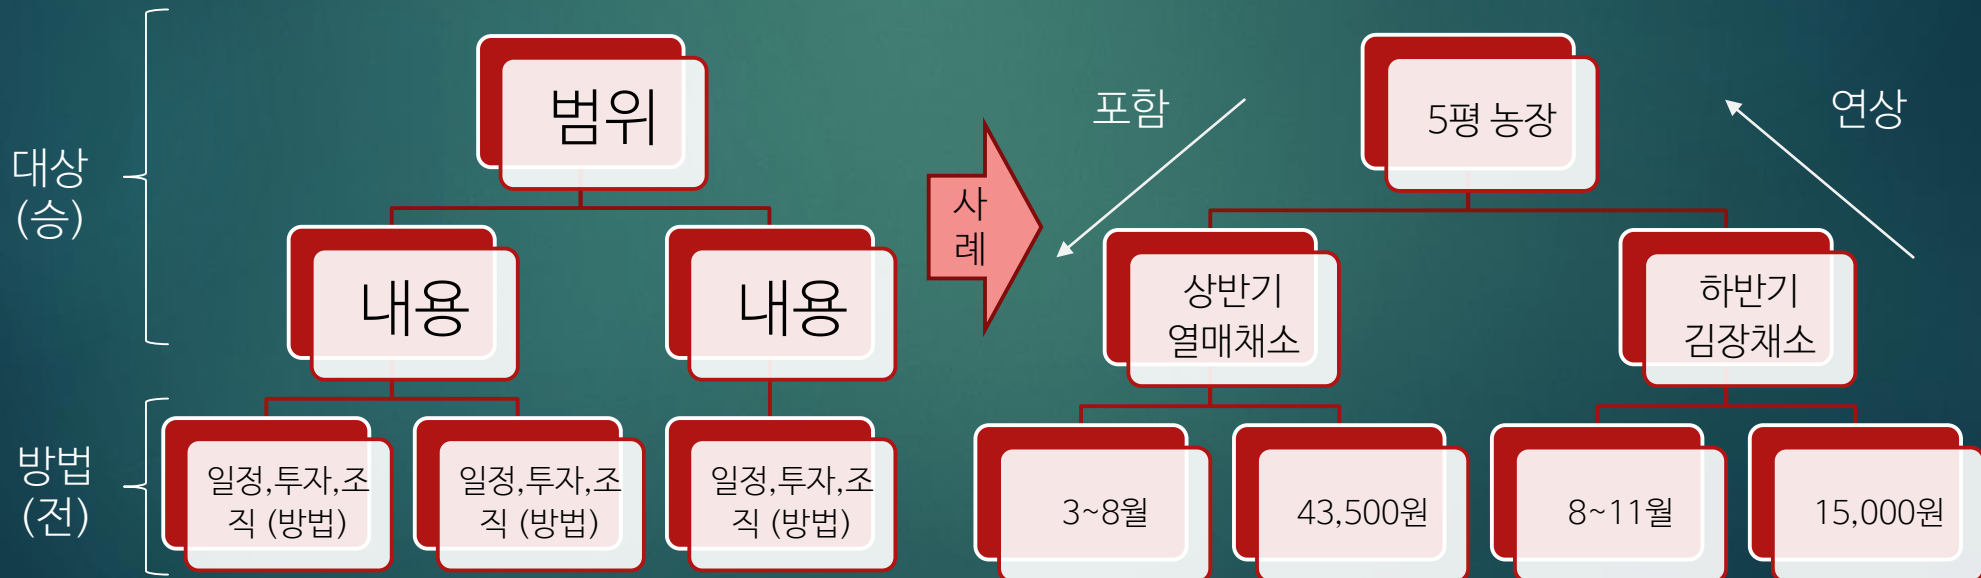 대상
(승)
방법
(전)
범위
내용
내용
일정,투자,조
직 (방법)
일정,투자,조
직 (방법)
일정,투자,조
직 (방법)
사
례
포함
연상
5평 농장
상반기
열매채소
하반기
김장채소
3~8월
43,500원
8~11월
15,000원